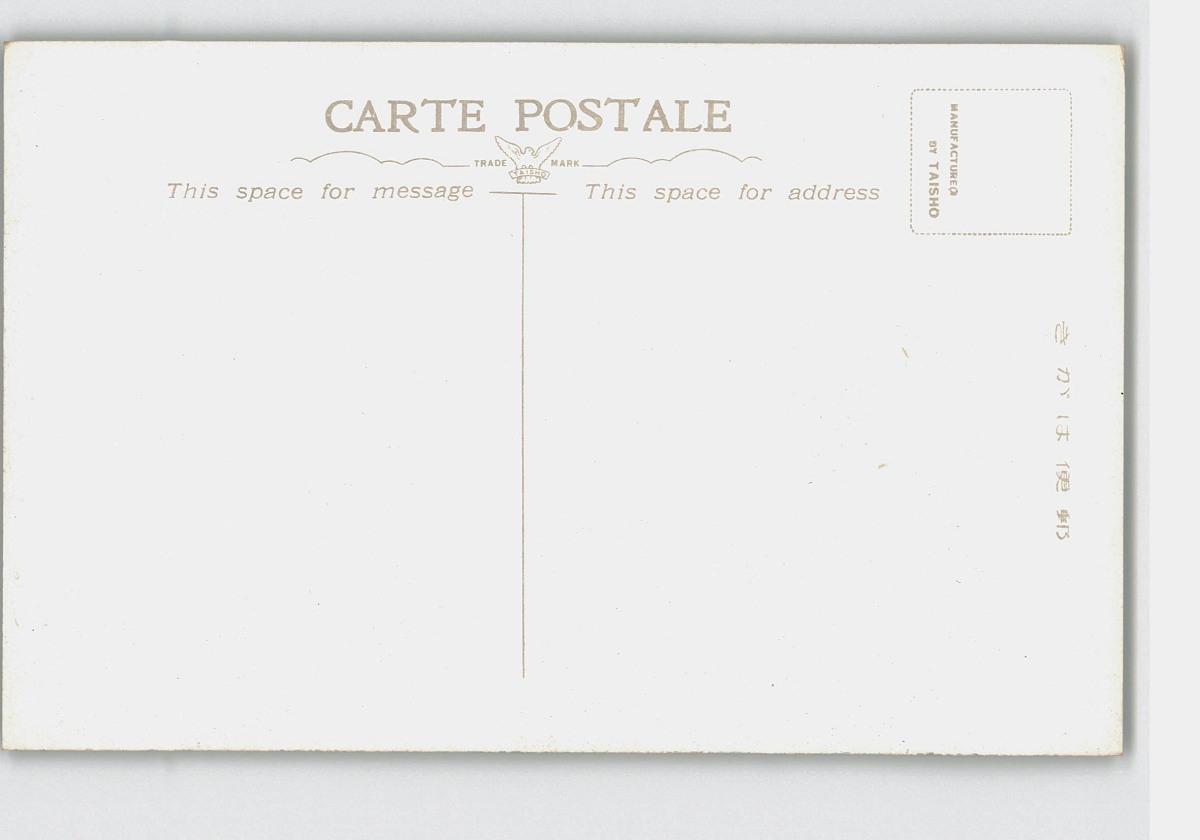 CARTE POSTALE
TRADE MARK
TAISHO
This space for message
This space for address
MANUFACTURED
BY TAISHO
きがは便郵